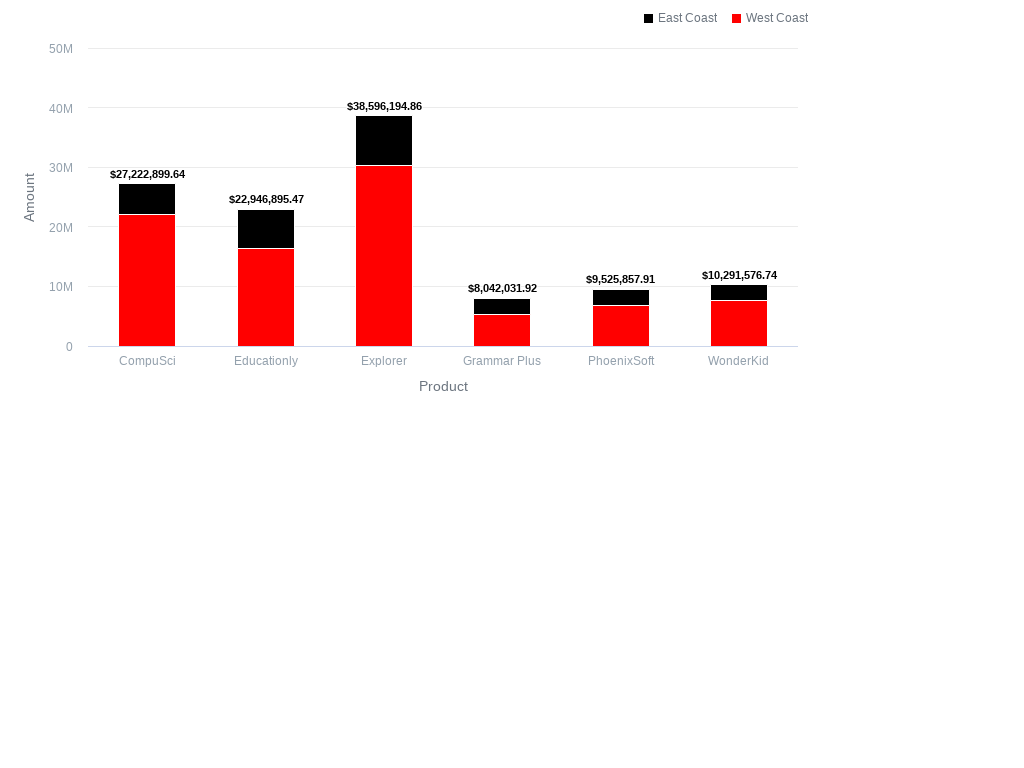 East Coast West Coast
50M
40M
30M
20M
10M
0
Amount
$27,222,899.64
$22,946,895.47
$38,596,194.86
$8,042,031.92
$9,525,857.91
$10,291,576.74
CompuSci Educationly Explorer Grammar Plus PhoenixSoft WonderKid
Product